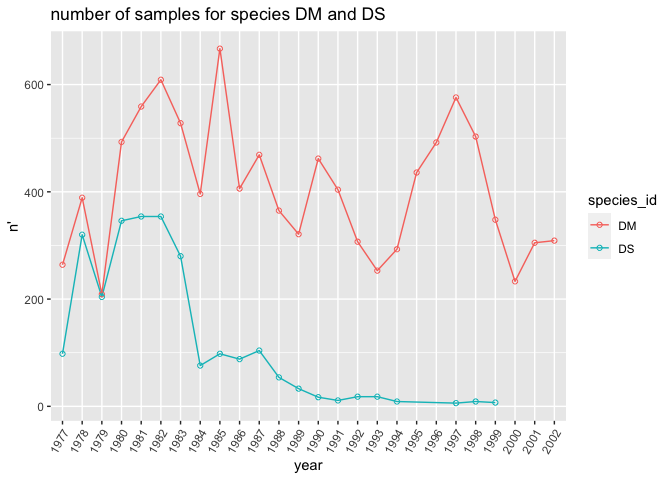 number of samples for species DM and DS
600
400
200
0
n'
1977 1978 1979 1980 1981 1982 1983 1984 1985 1986 1987 1988 1989 1990 1991 1992 1993 1994 1995 1996 1997 1998 1999 2000 2001 2002
year
species_id
DM
DS